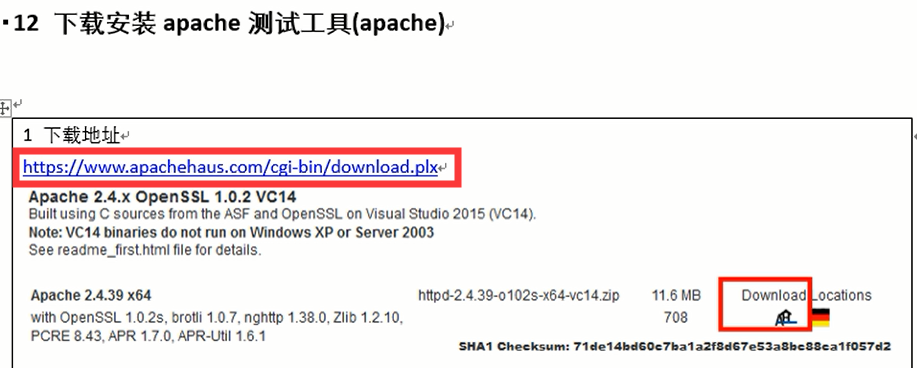 12 下载安装 apache 测试工具(apache)
1 下载地址
https://www.apachehaus.com/cgi-bin/download.plx
Apache 2.4.x OpenSSL 1.0.2 VC14
Built using C sources from the ASF and OpenSSL on Visual Studio 2015 (VC14).
Note: VC14 binaries do not run on Windows XP or Server 2003
See readme_first.html file for details.
Apache 2.4.39 x64 httpd-2.4.39-o102s-x64-vc14.zip 11.6 MB Download Locations
with OpenSSL 1.0.2s, brotli 1.0.7, nghttp 1.38.0, Zlib 1.2.10, 708
PCRE 8.43, APR 1.7.0, APR-Util 1.6.1
SHA1 Checksum: 71de14bd60c7ba1a2f8d67e53a8bc88ca1f057d2